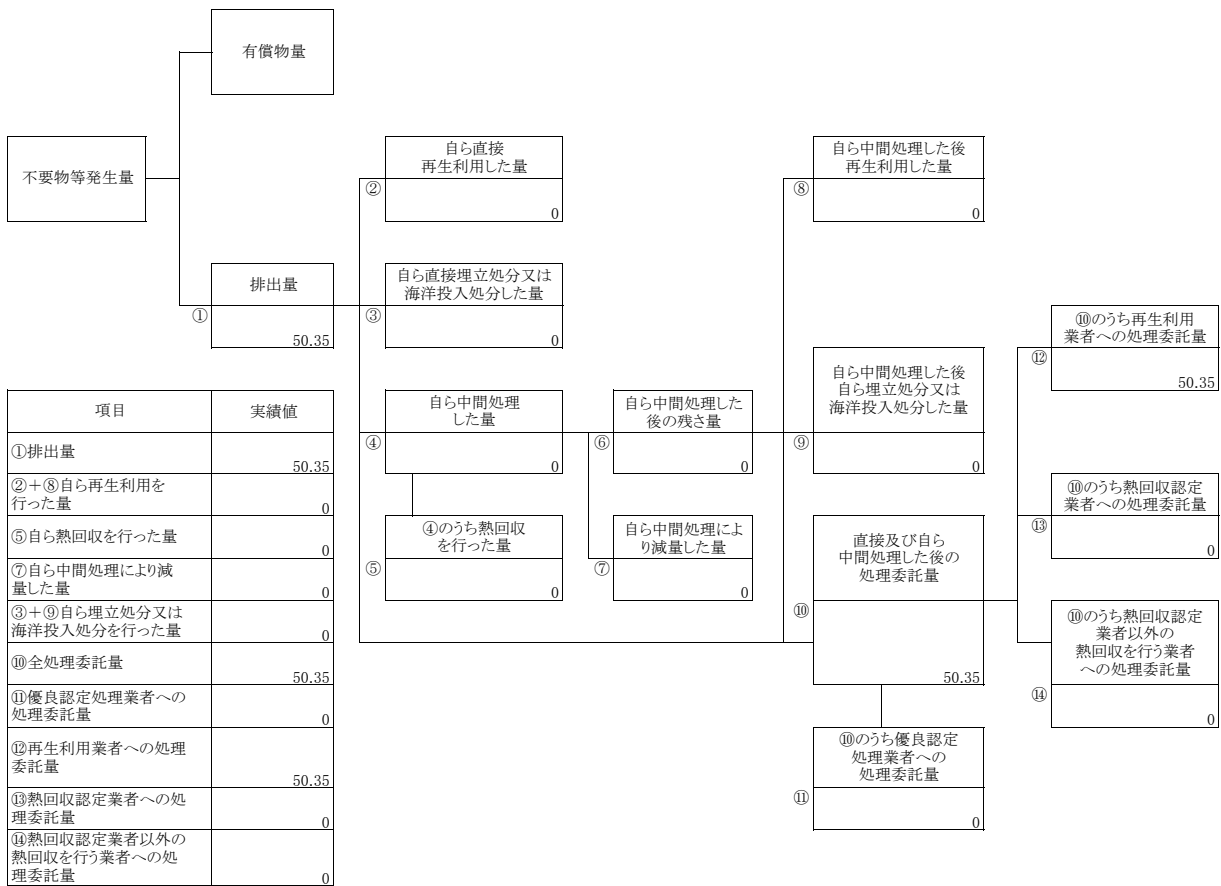 有償物量
不要物等発生量
排出量
①
50.35
自ら直接
再生利用した量
②
0
自ら直接埋立処分又は
海洋投入処分した量
③
0
自ら中間処理
した量
④
0
④のうち熱回収
を行った量
⑤
0
自ら中間処理した
後の残さ量
⑥
0
自ら中間処理によ
り減量した量
⑦
0
自ら中間処理した後
再生利用した量
⑧
0
自ら中間処理した後
自ら埋立処分又は
海洋投入処分した量
⑨
0
直接及び自ら
中間処理した後の
処理委託量
⑩
50.35
⑩のうち優良認定
処理業者への
処理委託量
⑪
0
⑩のうち再生利用
業者への処理委託量
⑫
50.35
⑩のうち熱回収認定
業者への処理委託量
⑬
0
⑩のうち熱回収認定
業者以外の
熱回収を行う業者
への処理委託量
⑭
0
項目 実績値
①排出量
50.35
②+⑧自ら再生利用を
行った量
0
⑤自ら熱回収を行った量
0
⑦自ら中間処理により減
量した量
0
③+⑨自ら埋立処分又は
海洋投入処分を行った量
0
⑩全処理委託量
50.35
⑪優良認定処理業者への
処理委託量
0
⑫再生利用業者への処理
委託量
50.35
⑬熱回収認定業者への処
理委託量
0
⑭熱回収認定業者以外の
熱回収を行う業者への処
理委託量
0